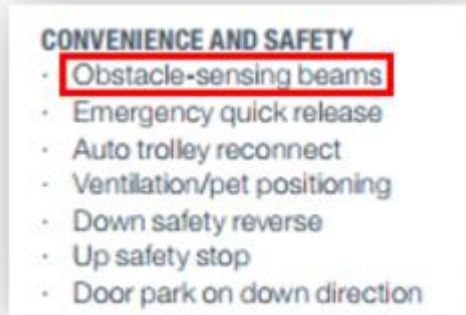 CONVENIENCE AND SAFETY
· Obstacle-sensing beams
· Emergency quick release
· Auto trolley reconnect
· Ventilation/pet positioning
· Down safety reverse
· Up safety stop
· Door park on down direction